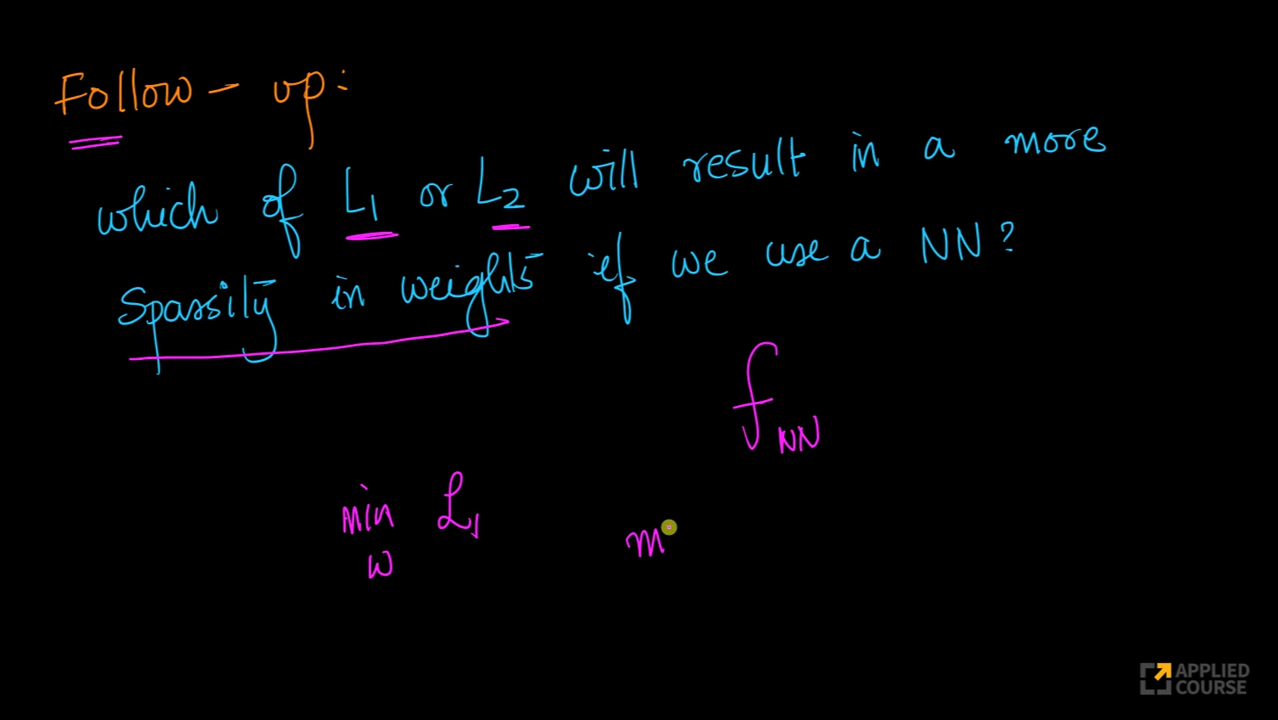 Follow - up:
which of L1 or L2 will result in a more
Sparsity in weights if we use a NN?
fNN
min L1
w
m
APPLIED
COURSE